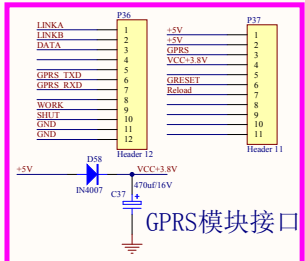 P36
LINKA 1
LINKB 2
DATA 3
4
GPRS_TXD 5
GPRS_RXD 6
7
WORK 8
SHUT 9
GND 10
GND 11
12
Header 12
P37
+5V 1
+5V 2
GPRS 3
VCC+3.8V 4
5
GRESET 6
Reload 7
8
9
10
11
Header 11
+5V
D58
IN4007
VCC+3.8V
C37
+
470uf/16V
GPRS模块接口